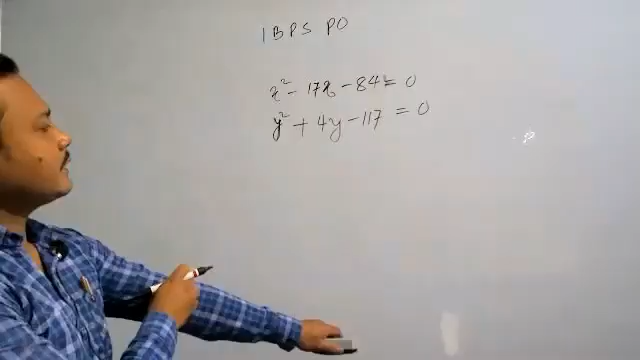 IBPS PO
x² - 17x - 84 = 0
y² + 4y - 117 = 0